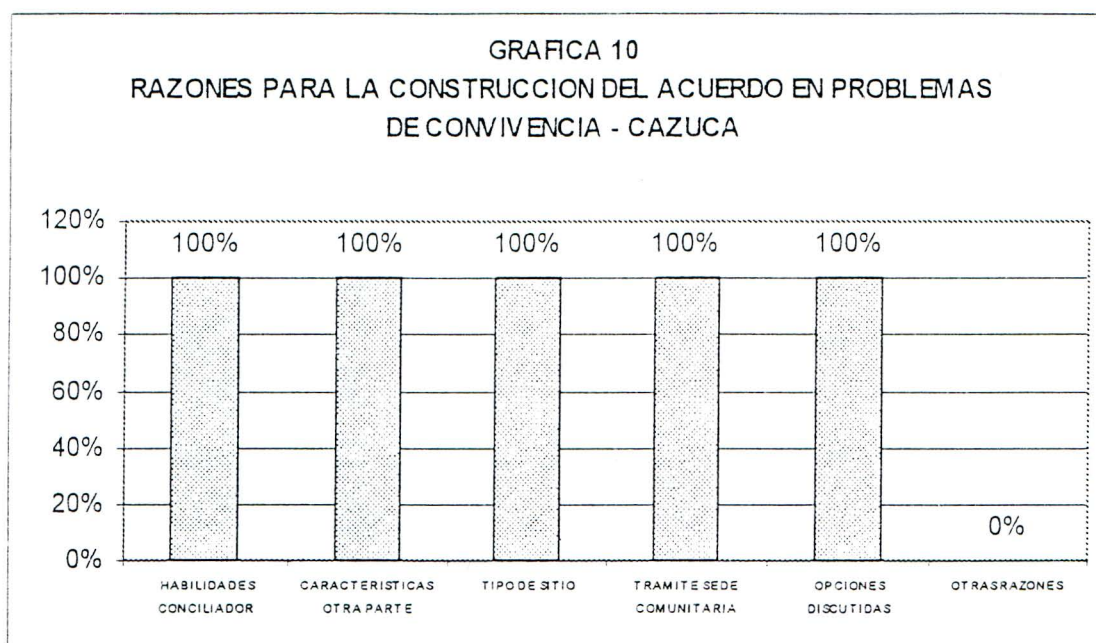 GRAFICA 10
RAZONES PARA LA CONSTRUCCION DEL ACUERDO EN PROBLEMAS
DE CONVIVENCIA - CAZUCA
120%
100%
80%
60%
40%
20%
0%
100% 100% 100% 100% 100% 0%
HABILIDADES CONCILIADOR
CARACTERISTICAS OTRA PARTE
TIPO DE SITIO
TRAMITE SEDE COMUNITARIA
OPCIONES DISCUTIDAS
OTRAS RAZONES